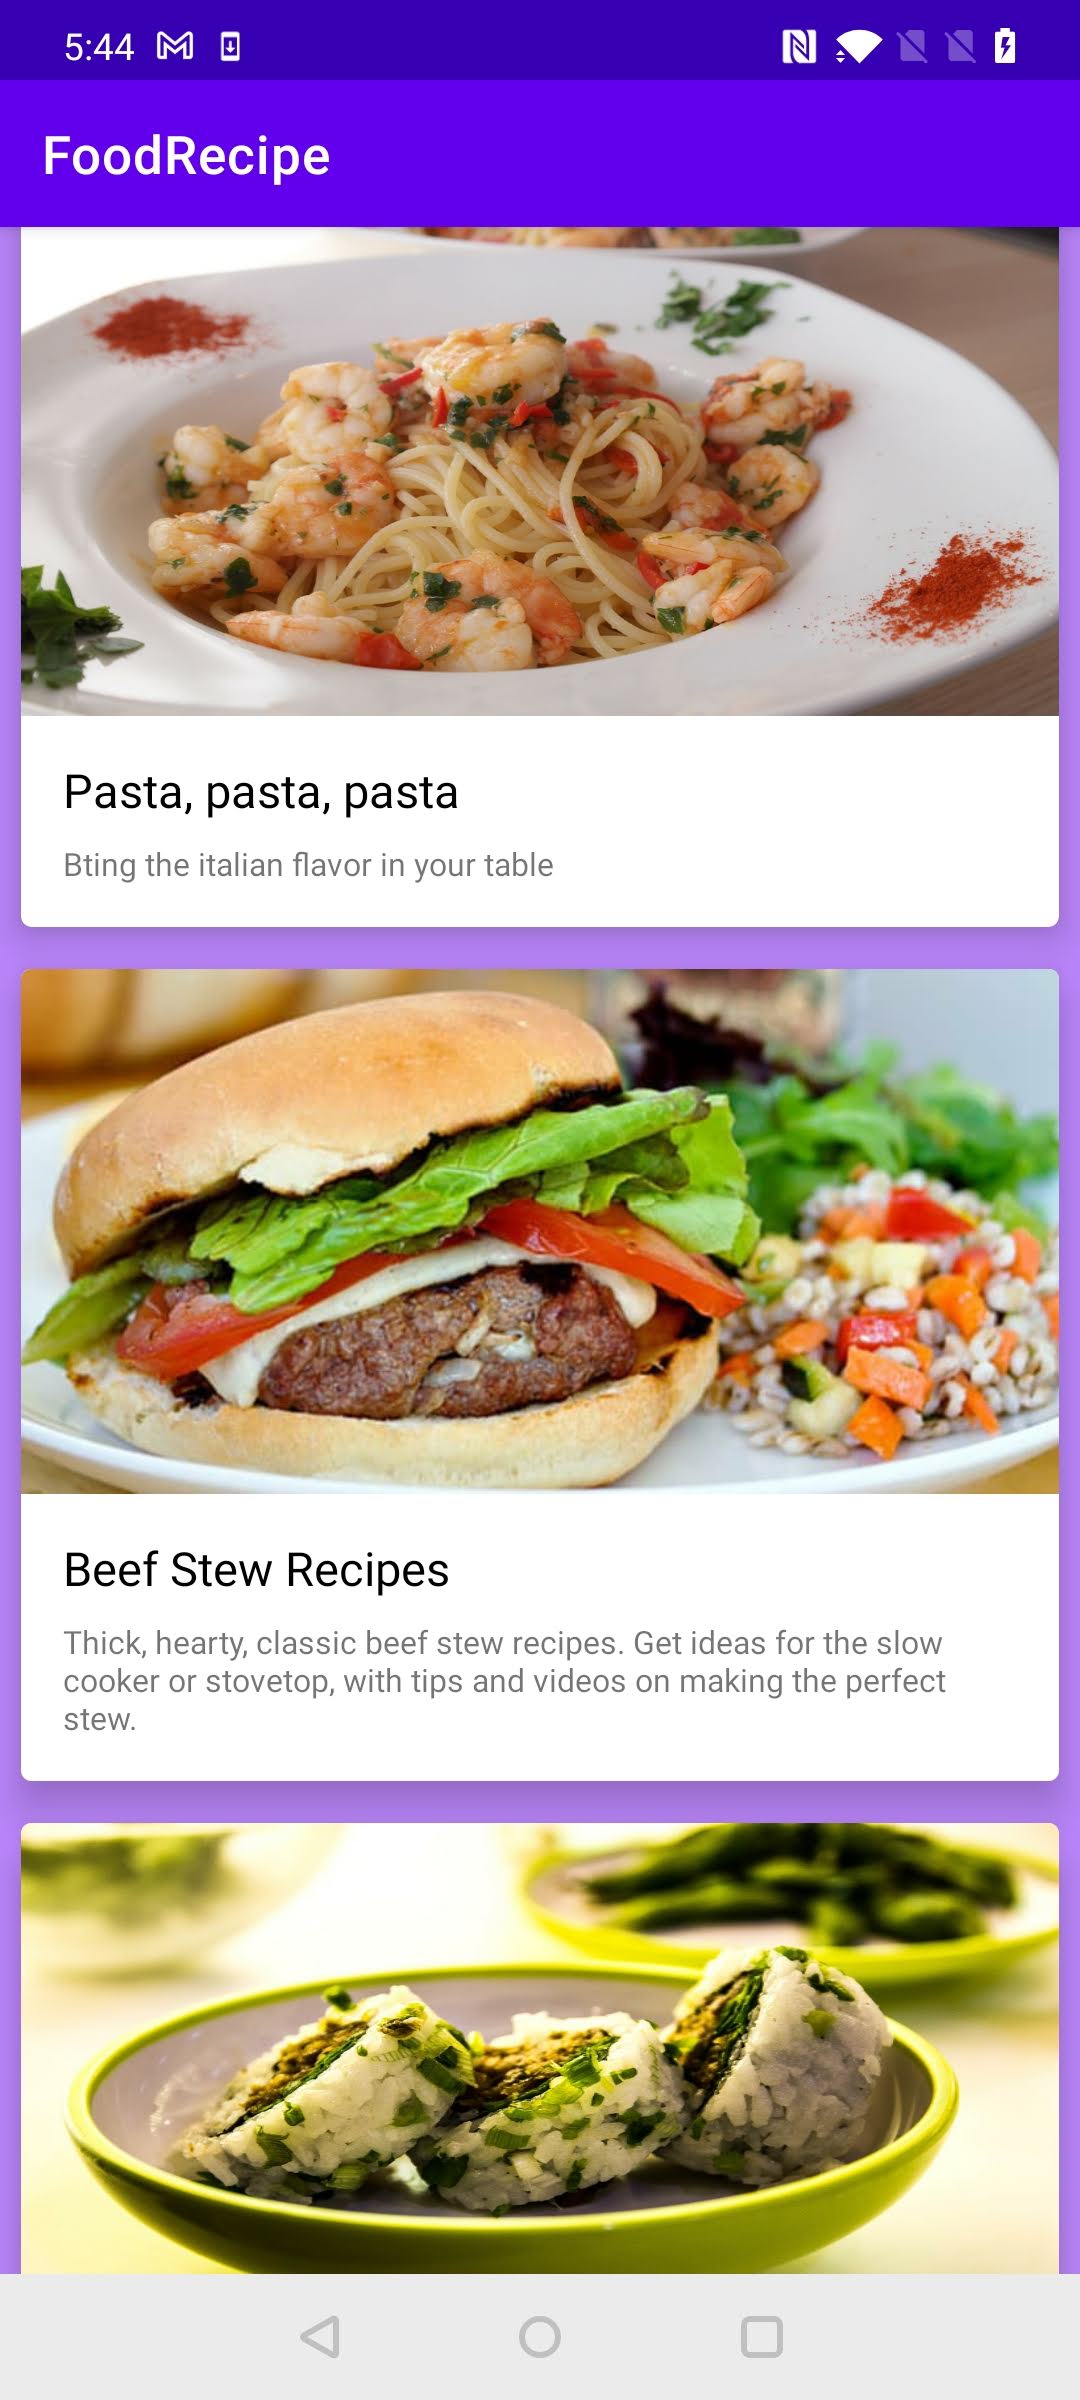 5:44
FoodRecipe
Pasta, pasta, pasta
Bting the italian flavor in your table
Beef Stew Recipes
Thick, hearty, classic beef stew recipes. Get ideas for the slow
cooker or stovetop, with tips and videos on making the perfect
stew.